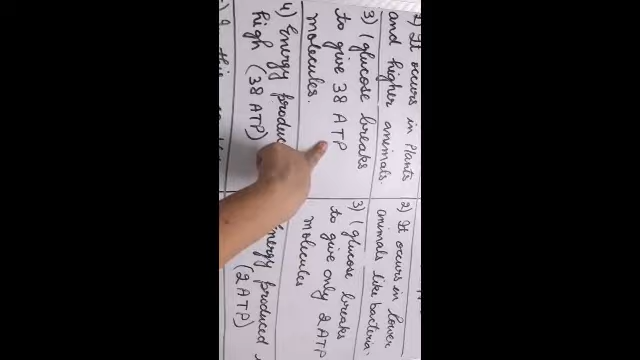 2) It occurs in Plants
and higher animals.
3) 1 glucose breaks
to give 38 ATP
molecules.
4) Energy
high (38 ATP)
2) It occurs in lower
animals like bacteria.
3) 1 glucose breaks
to give only 2 ATP
molecules
Energy produced
(2 ATP)